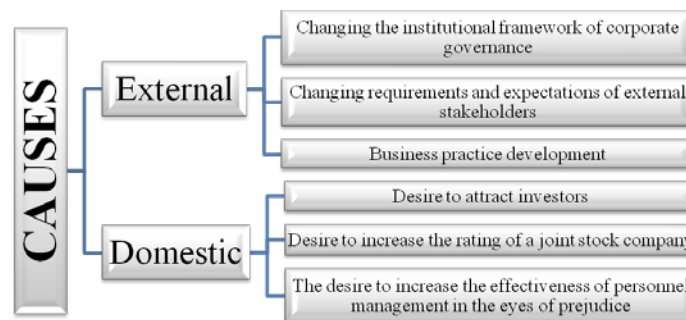 CAUSES
External
Changing the institutional framework of corporate
governance
Changing requirements and expectations of external
stakeholders
Business practice development
Domestic
Desire to attract investors
Desire to increase the rating of a joint stock company
The desire to increase the effectiveness of personnel
management in the eyes of prejudice